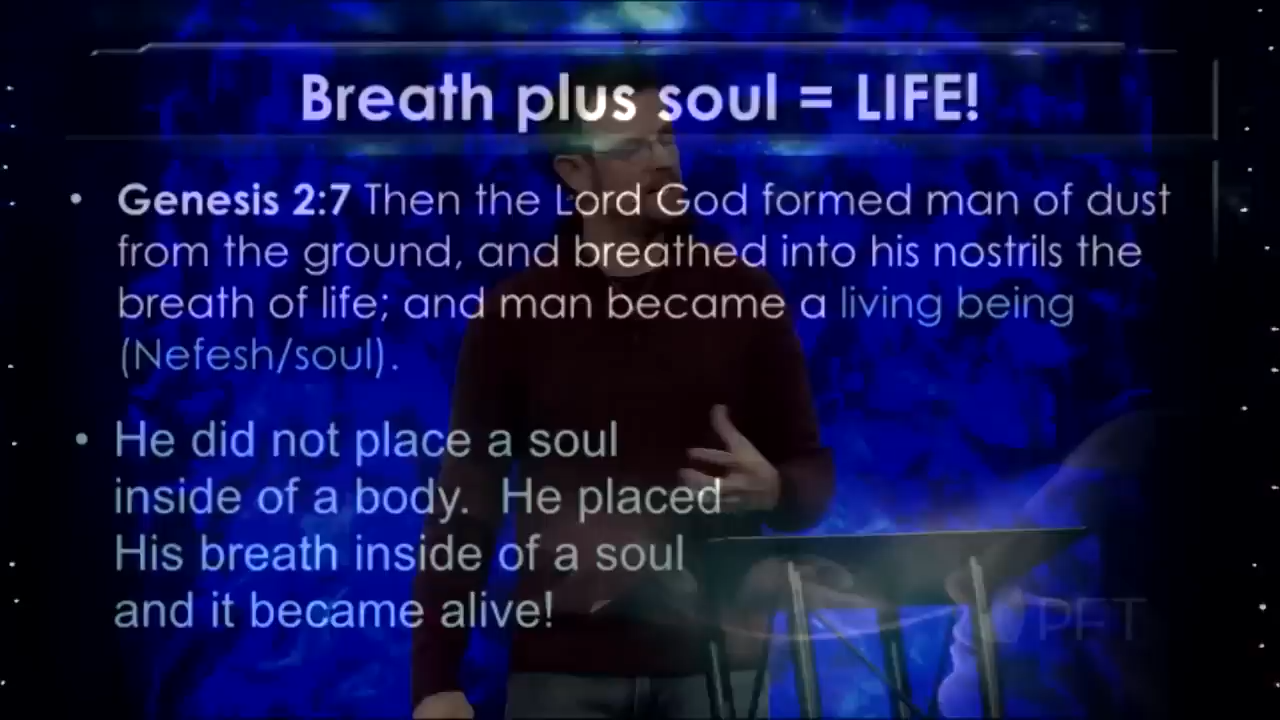 Breath plus soul = LIFE!
• Genesis 2:7 Then the Lord God formed man of dust
from the ground, and breathed into his nostrils the
breath of life; and man became a living being
(Nefesh/soul).
• He did not place a soul
inside of a body. He placed
His breath inside of a soul
and it became alive!
PFT